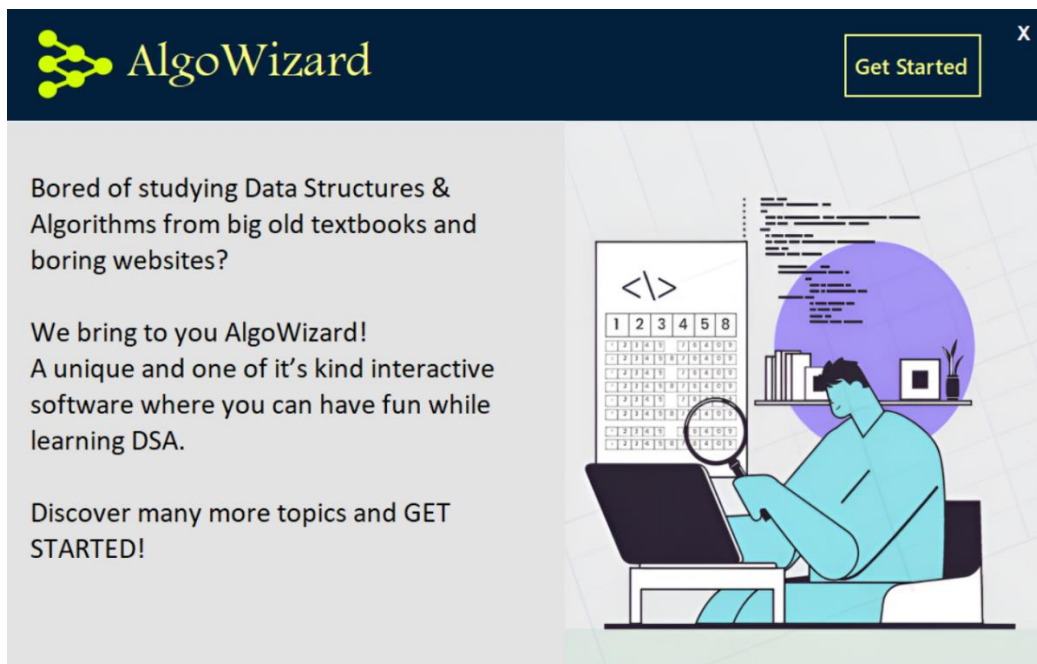 AlgoWizard
Get Started
X
Bored of studying Data Structures &
Algorithms from big old textbooks and
boring websites?
We bring to you AlgoWizard!
A unique and one of it’s kind interactive
software where you can have fun while
learning DSA.
Discover many more topics and GET
STARTED!
<\>
1 2 3 4 5 8